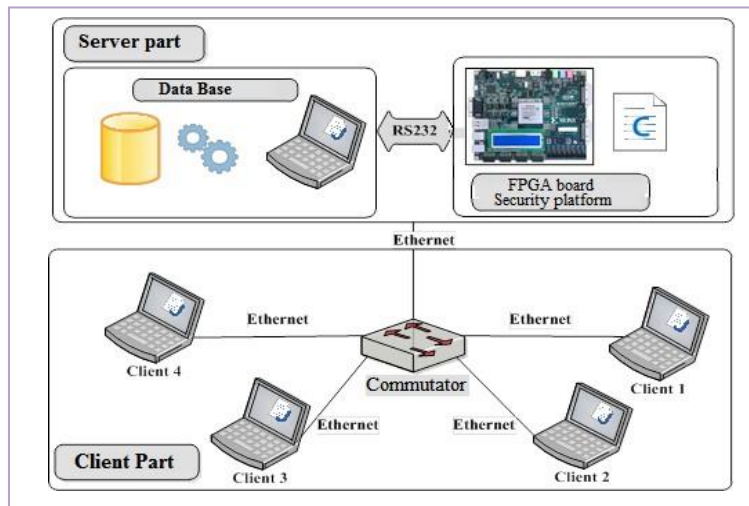 Server part
Data Base
RS232
FPGA board
Security platform
Ethernet
Ethernet
Ethernet
Client 4
Commutator
Client 1
Ethernet
Ethernet
Client Part
Client 3
Client 2